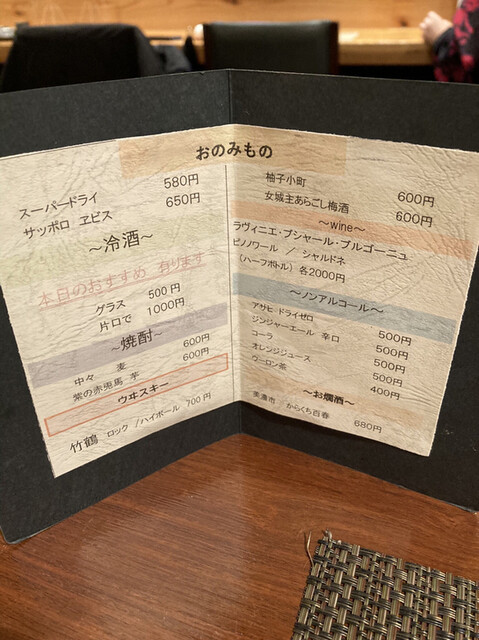 おのみもの
スーパードライ 580円
サッポロ ヱビス 650円
～冷酒～
本日のおすすめ 有ります
グラス 500円
片口で 1000円
～焼酎～
中々 麦 600円
紫の赤兎馬 芋 600円
ウヰスキー
竹鶴 ロック /ハイボール 700円
柚子小町 600円
女城主あらごし梅酒 600円
～wine～
ラヴィニエ・ブシャール・ブルゴーニュ
ピノノワール / シャルドネ
(ハーフボトル) 各2000円
～ノンアルコール～
アサヒ ドライゼロ 500円
ジンジャーエール 辛口 500円
コーラ 500円
オレンジジュース 500円
ウーロン茶 400円
～お燗酒～
美濃市 からくち百春 680円